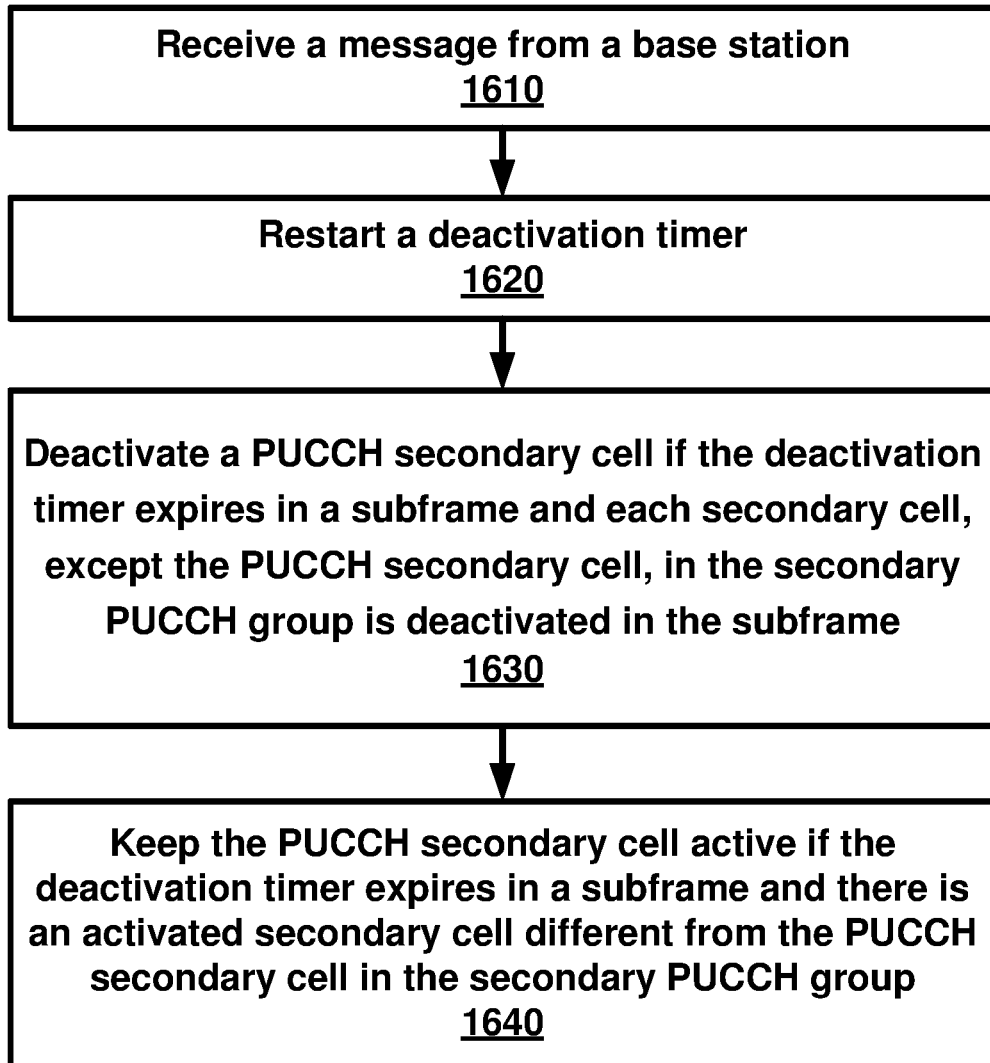 Receive a message from a base station
1610
Restart a deactivation timer
1620
Deactivate a PUCCH secondary cell if the deactivation
timer expires in a subframe and each secondary cell,
except the PUCCH secondary cell, in the secondary
PUCCH group is deactivated in the subframe
1630
Keep the PUCCH secondary cell active if the
deactivation timer expires in a subframe and there is
an activated secondary cell different from the PUCCH
secondary cell in the secondary PUCCH group
1640